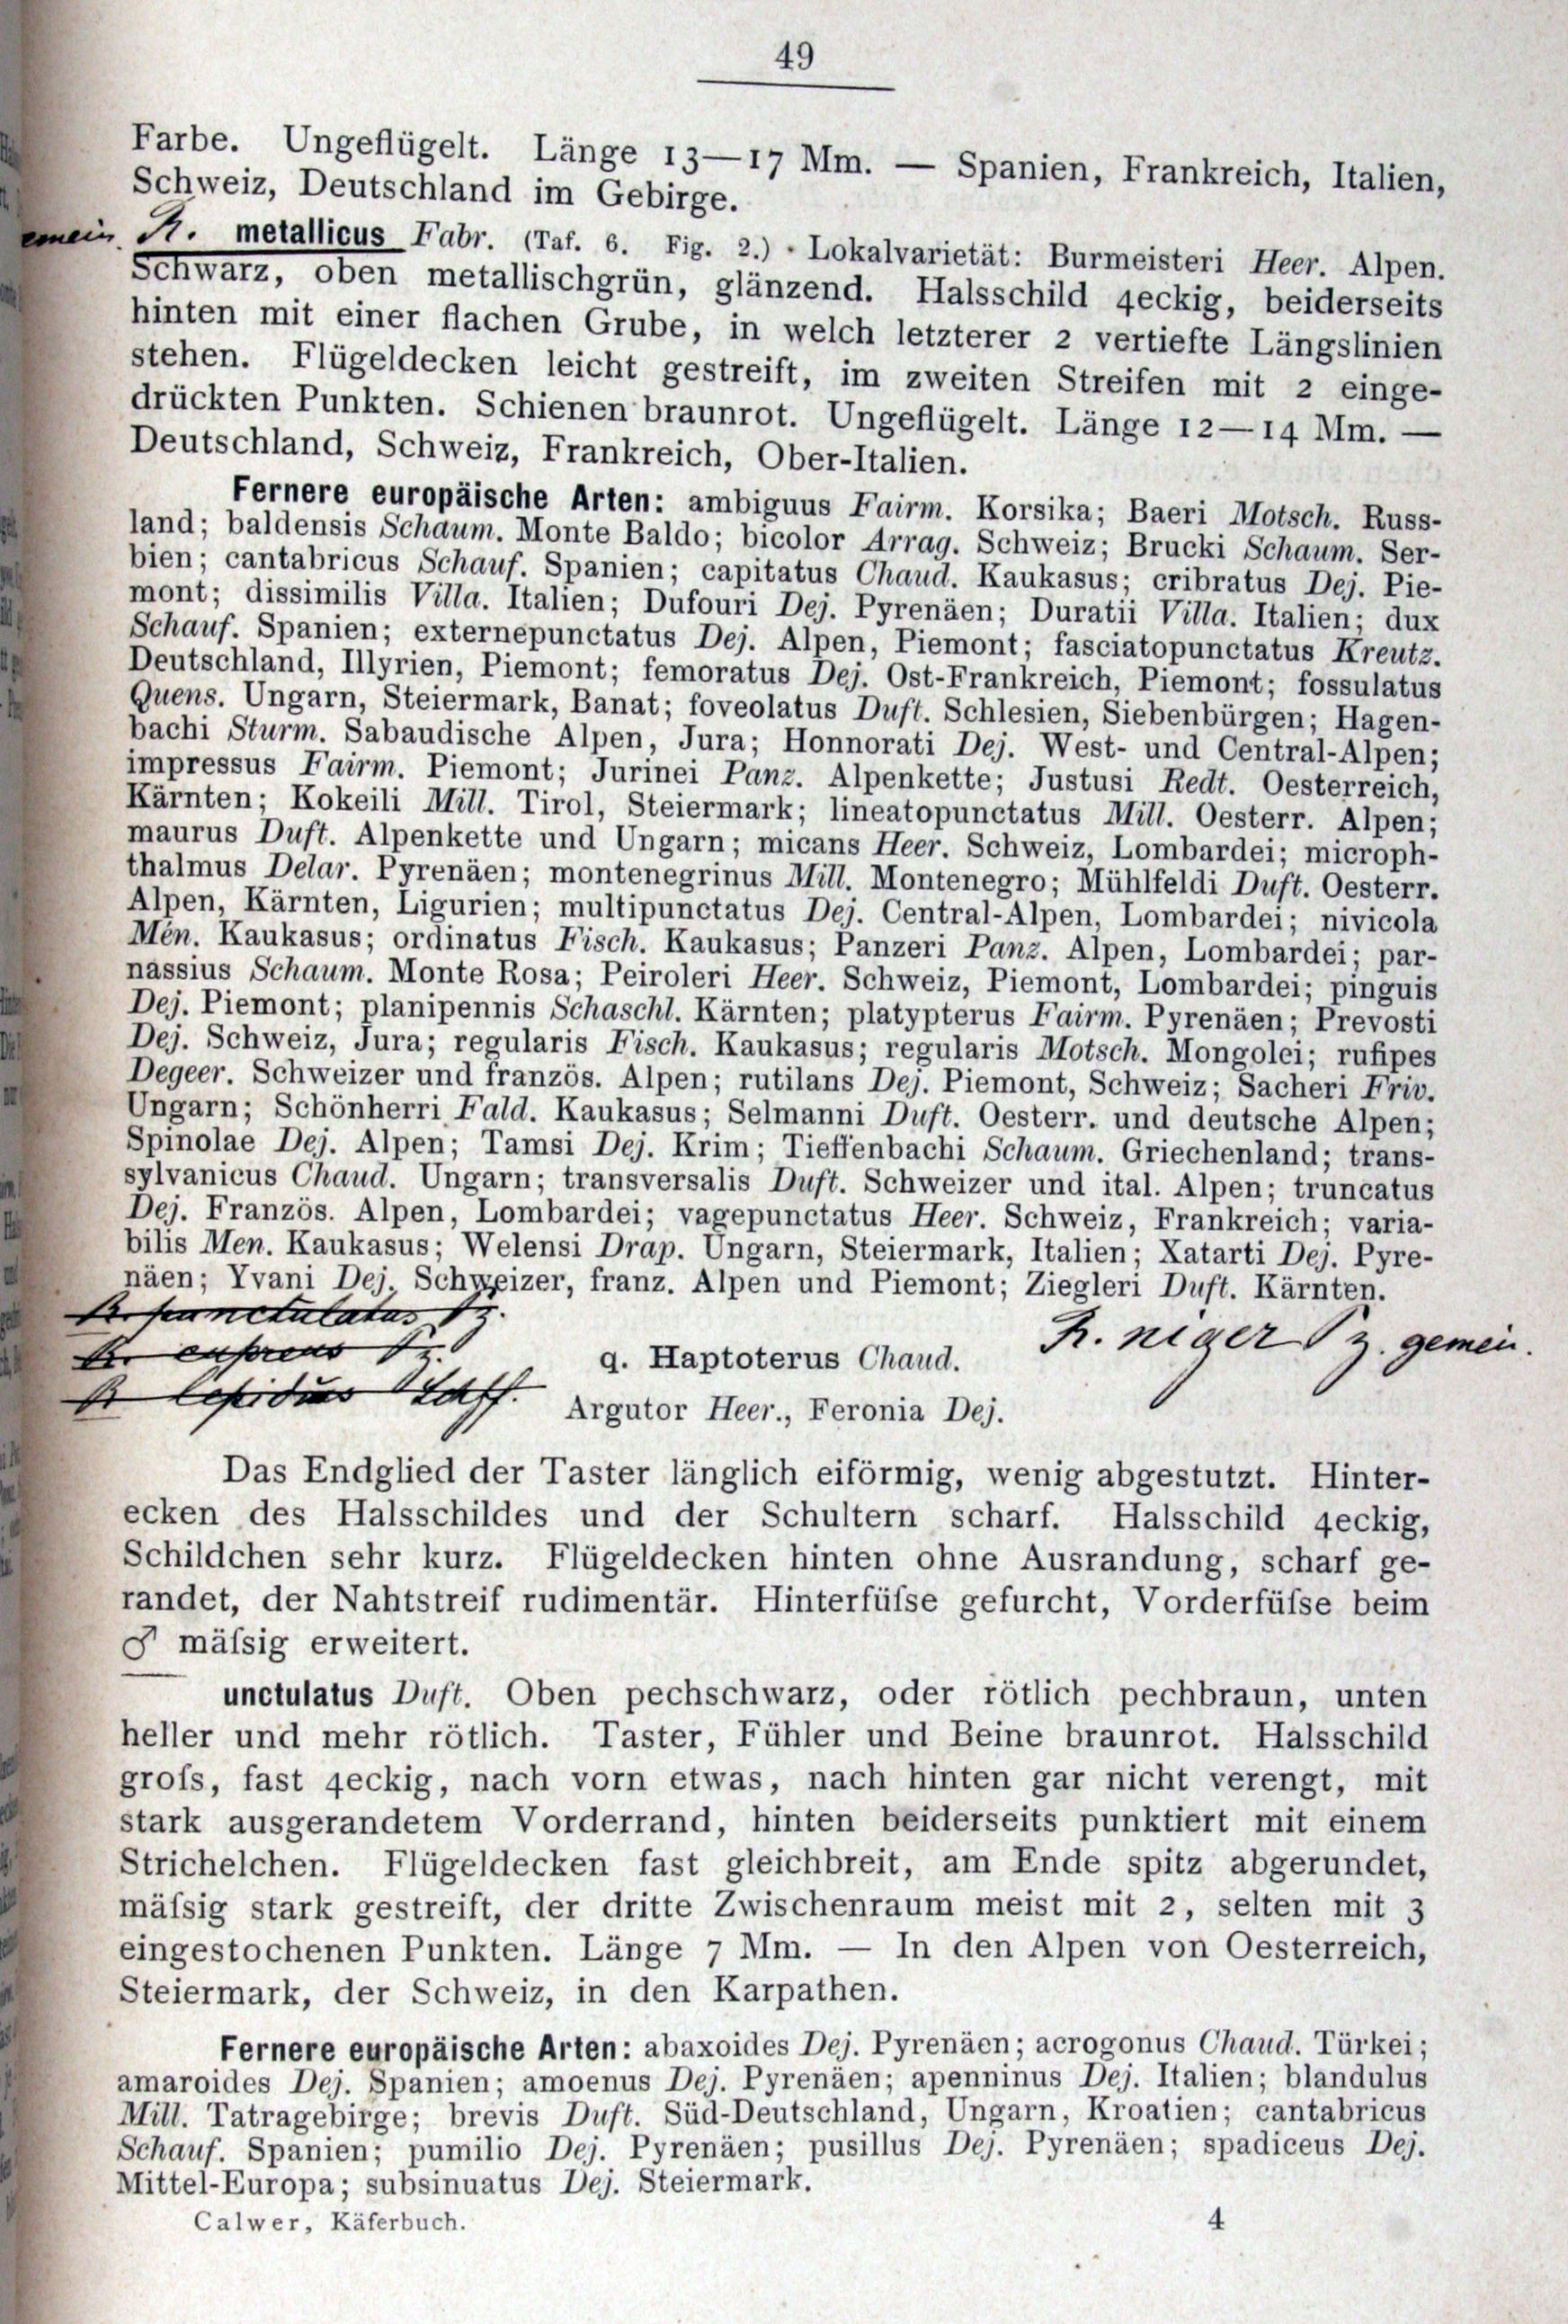 49
Farbe. Ungeflügelt. Länge 13—17 Mm. — Spanien, Frankreich, Italien,
Schweiz, Deutschland im Gebirge.
emein. R. metallicus Fabr. (Taf. 6. Fig. 2.) · Lokalvarietät: Burmeisteri Heer. Alpen.
Schwarz, oben metallischgrün, glänzend. Halsschild 4eckig, beiderseits
hinten mit einer flachen Grube, in welch letzterer 2 vertiefte Längslinien
stehen. Flügeldecken leicht gestreift, im zweiten Streifen mit 2 einge-
drückten Punkten. Schienen braunrot. Ungeflügelt. Länge 12—14 Mm. —
Deutschland, Schweiz, Frankreich, Ober-Italien.
Fernere europäische Arten: ambiguus Fairm. Korsika; Baeri Motsch. Russ-
land; baldensis Schaum. Monte Baldo; bicolor Arrag. Schweiz; Brucki Schaum. Ser-
bien; cantabricus Schauf. Spanien; capitatus Chaud. Kaukasus; cribratus Dej. Pie-
mont; dissimilis Villa. Italien; Dufouri Dej. Pyrenäen; Duratii Villa. Italien; dux
Schauf. Spanien; externepunctatus Dej. Alpen, Piemont; fasciatopunctatus Kreutz.
Deutschland, Illyrien, Piemont; femoratus Dej. Ost-Frankreich, Piemont; fossulatus
Quens. Ungarn, Steiermark, Banat; foveolatus Duft. Schlesien, Siebenbürgen; Hagen-
bachi Sturm. Sabaudische Alpen, Jura; Honnorati Dej. West- und Central-Alpen;
impressus Fairm. Piemont; Jurinei Panz. Alpenkette; Justusi Redt. Oesterreich,
Kärnten; Kokeili Mill. Tirol, Steiermark; lineatopunctatus Mill. Oesterr. Alpen;
maurus Duft. Alpenkette und Ungarn; micans Heer. Schweiz, Lombardei; microph-
thalmus Delar. Pyrenäen; montenegrinus Mill. Montenegro; Mühlfeldi Duft. Oesterr.
Alpen, Kärnten, Ligurien; multipunctatus Dej. Central-Alpen, Lombardei; nivicola
Mén. Kaukasus; ordinatus Fisch. Kaukasus; Panzeri Panz. Alpen, Lombardei; par-
nassius Schaum. Monte Rosa; Peiroleri Heer. Schweiz, Piemont, Lombardei; pinguis
Dej. Piemont; planipennis Schaschl. Kärnten; platypterus Fairm. Pyrenäen; Prevosti
Dej. Schweiz, Jura; regularis Fisch. Kaukasus; regularis Motsch. Mongolei; rufipes
Degeer. Schweizer und französ. Alpen; rutilans Dej. Piemont, Schweiz; Sacheri Friv.
Ungarn; Schönherri Fald. Kaukasus; Selmanni Duft. Oesterr. und deutsche Alpen;
Spinolae Dej. Alpen; Tamsi Dej. Krim; Tieffenbachi Schaum. Griechenland; trans-
sylvanicus Chaud. Ungarn; transversalis Duft. Schweizer und ital. Alpen; truncatus
Dej. Französ. Alpen, Lombardei; vagepunctatus Heer. Schweiz, Frankreich; varia-
bilis Men. Kaukasus; Welensi Drap. Ungarn, Steiermark, Italien; Xatarti Dej. Pyre-
näen; Yvani Dej. Schweizer, franz. Alpen und Piemont; Ziegleri Duft. Kärnten.
punctulatus
cupreus
lepidus
R. niger Pz. gemein.
q. Haptoterus Chaud.
Argutor Heer., Feronia Dej.
Das Endglied der Taster länglich eiförmig, wenig abgestutzt. Hinter-
ecken des Halsschildes und der Schultern scharf. Halsschild 4eckig,
Schildchen sehr kurz. Flügeldecken hinten ohne Ausrandung, scharf ge-
randet, der Nahtstreif rudimentär. Hinterfüſse gefurcht, Vorderfüſse beim
♂ mäſsig erweitert.
unctulatus Duft. Oben pechschwarz, oder rötlich pechbraun, unten
heller und mehr rötlich. Taster, Fühler und Beine braunrot. Halsschild
groſs, fast 4eckig, nach vorn etwas, nach hinten gar nicht verengt, mit
stark ausgerandetem Vorderrand, hinten beiderseits punktiert mit einem
Strichelchen. Flügeldecken fast gleichbreit, am Ende spitz abgerundet,
mäſsig stark gestreift, der dritte Zwischenraum meist mit 2, selten mit 3
eingestochenen Punkten. Länge 7 Mm. — In den Alpen von Oesterreich,
Steiermark, der Schweiz, in den Karpathen.
Fernere europäische Arten: abaxoides Dej. Pyrenäen; acrogonus Chaud. Türkei;
amaroides Dej. Spanien; amoenus Dej. Pyrenäen; apenninus Dej. Italien; blandulus
Mill. Tatragebirge; brevis Duft. Süd-Deutschland, Ungarn, Kroatien; cantabricus
Schauf. Spanien; pumilio Dej. Pyrenäen; pusillus Dej. Pyrenäen; spadiceus Dej.
Mittel-Europa; subsinuatus Dej. Steiermark.
Calwer, Käferbuch. 4